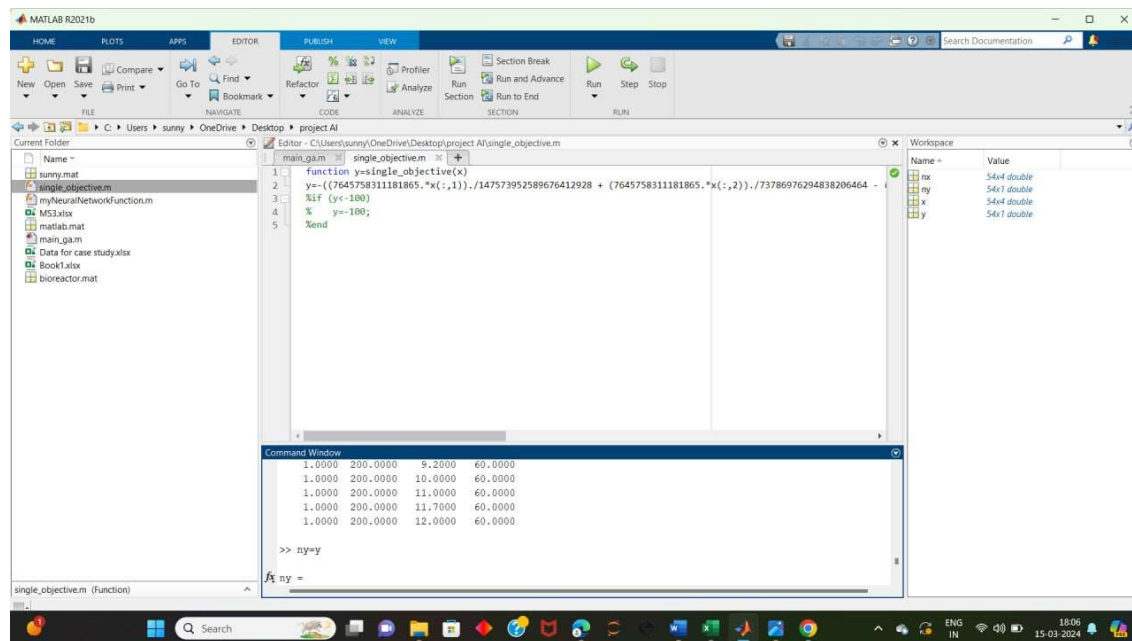 MATLAB R2021b
HOME PLOTS APPS EDITOR PUBLISH VIEW Search Documentation
New Open Save Compare Print Go To Find Bookmark Refactor Profiler Analyze Run Section Section Break Run and Advance Run to End Run Step Stop
FILE NAVIGATE CODE ANALYZE SECTION RUN
C: Users sunny OneDrive Desktop project AI
Current Folder
Name
sunny.mat
single_objective.m
myNeuralNetworkFunction.m
MS3.xlsx
matlab.mat
main_ga.m
Data for case study.xlsx
Book1.xlsx
bioreactor.mat
single_objective.m (Function)
Editor - C:\Users\sunny\OneDrive\Desktop\project AI\single_objective.m
main_ga.m single_objective.m
1 function y=single_objective(x)
2 y=-((7645758311181865.*x(:,1))./147573952589676412928 + (7645758311181865.*x(:,2))./73786976294838206464 -
3 %if (y<-100)
4 % y=-100;
5 %end
Command Window
1.0000 200.0000 9.2000 60.0000
1.0000 200.0000 10.0000 60.0000
1.0000 200.0000 11.0000 60.0000
1.0000 200.0000 11.7000 60.0000
1.0000 200.0000 12.0000 60.0000
>> ny=y
fx ny =
Workspace
Name Value
nx 54x4 double
ny 54x1 double
x 54x4 double
y 54x1 double
Search
ENG
IN
18:06
15-03-2024